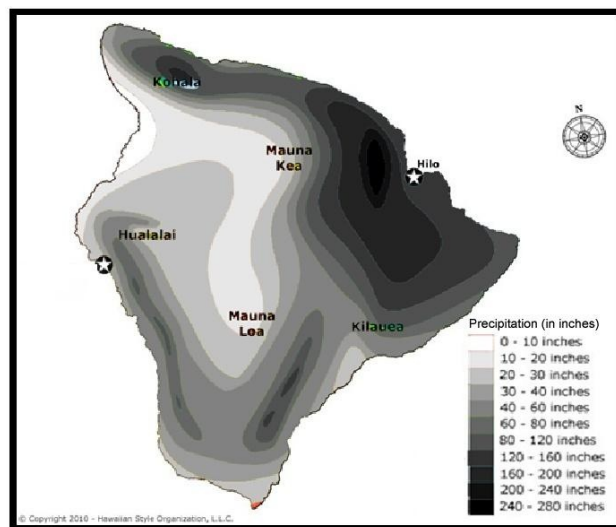 Kohala
N
Mauna
Kea
Hilo
Hualalai
Mauna
Loa
Kilauea
Precipitation (in inches)
0 - 10 inches
10 - 20 inches
20 - 30 inches
30 - 40 inches
40 - 60 inches
60 - 80 inches
80 - 120 inches
120 - 160 inches
160 - 200 inches
200 - 240 inches
240 - 280 inches
© Copyright 2010 - Hawaiian Style Organization, L.L.C.